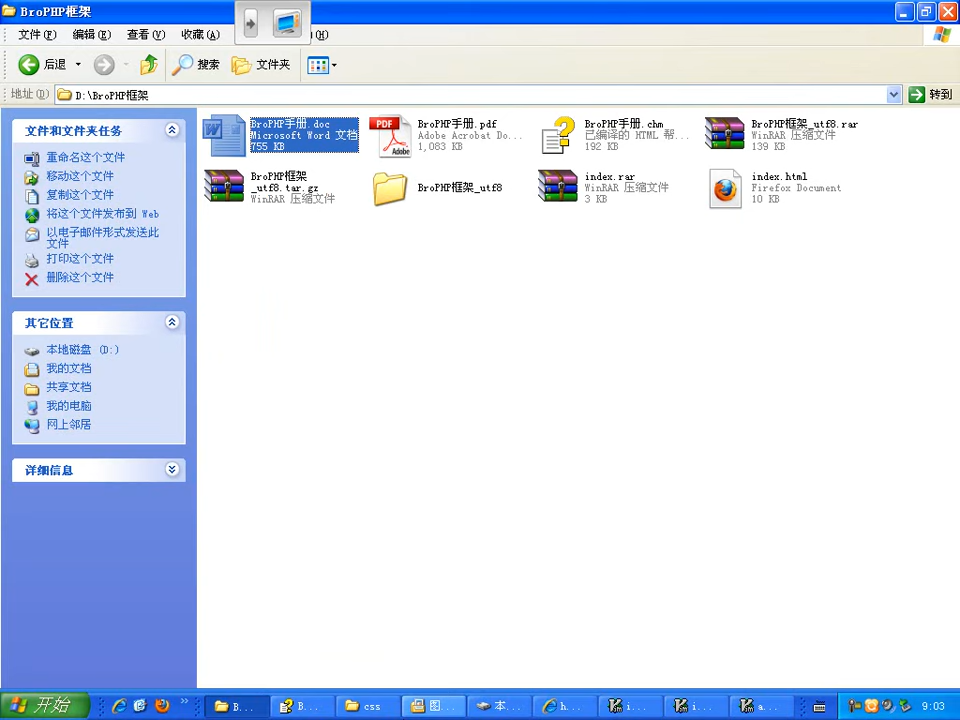 BroPHP框架
文件(F) 编辑(E) 查看(V) 收藏(A) (H)
后退 搜索 文件夹
地址(D) D:\BroPHP框架 转到
文件和文件夹任务
重命名这个文件
移动这个文件
复制这个文件
将这个文件发布到 Web
以电子邮件形式发送此
文件
打印这个文件
删除这个文件
其它位置
本地磁盘 (D:)
我的文档
共享文档
我的电脑
网上邻居
详细信息
BroPHP手册.doc
Microsoft Word 文档
755 KB
PDF
Adobe
BroPHP手册.pdf
Adobe Acrobat Do...
1,083 KB
BroPHP手册.chm
已编译的 HTML 帮...
192 KB
BroPHP框架_utf8.rar
WinRAR 压缩文件
139 KB
BroPHP框架
_utf8.tar.gz
WinRAR 压缩文件
BroPHP框架_utf8
index.rar
WinRAR 压缩文件
3 KB
index.html
Firefox Document
10 KB
开始 B... B... css 图... 本... h... i... i... a... 9:03